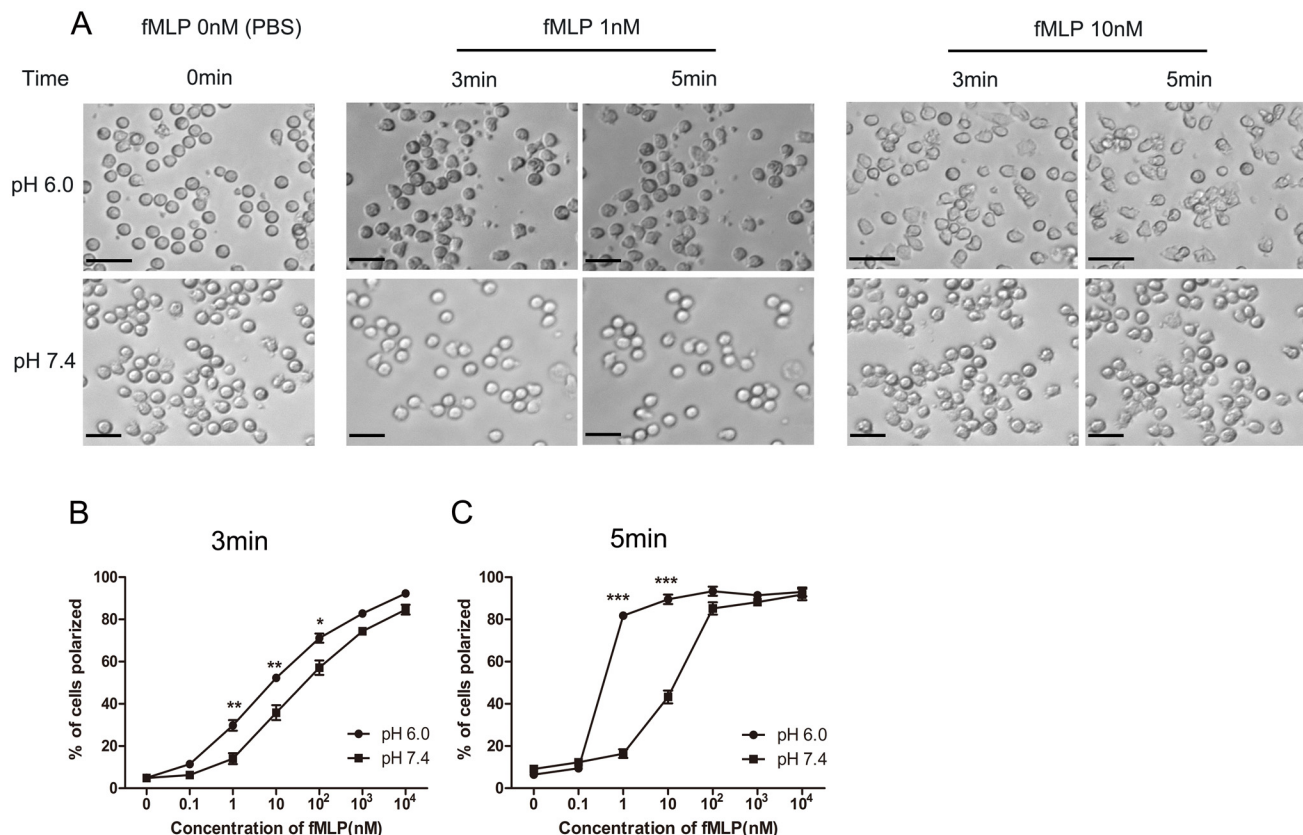 A
fMLP 0nM (PBS)
fMLP 1nM
fMLP 10nM
Time
0min
3min
5min
3min
5min
pH 6.0
pH 7.4
B
3min
% of cells polarized
100
80
60
40
20
0
**
**
*
pH 6.0
pH 7.4
0 0.1 1 10 10² 10³ 10⁴
Concentration of fMLP(nM)
C
5min
% of cells polarized
100
80
60
40
20
0
***
***
pH 6.0
pH 7.4
0 0.1 1 10 10² 10³ 10⁴
Concentration of fMLP(nM)